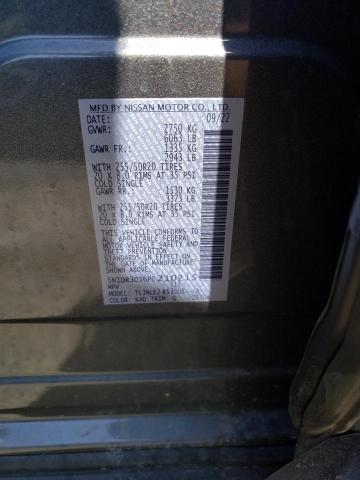 MFD BY NISSAN MOTOR CO., LTD.
DATE: 09/22
GVWR: 2750 KG
6063 LB
GAWR FR.: 1335 KG
2943 LB
WITH 255/50R20 TIRES
20 x 8.0 RIMS AT 35 PSI
COLD SINGLE
GAWR RR.: 1530 KG
3373 LB
WITH 255/50R20 TIRES
20 x 8.0 RIMS AT 35 PSI
COLD SINGLE
THIS VEHICLE CONFORMS TO ALL
APPLICABLE FEDERAL
MOTOR VEHICLE SAFETY
AND THEFT PREVENTION
STANDARDS IN EFFECT
ON THE DATE OF
MANUFACTURE SHOWN ABOVE.
5N1DR3DJ6PC210215
MPV
MODEL:
COLOR: KAD TRIM: G